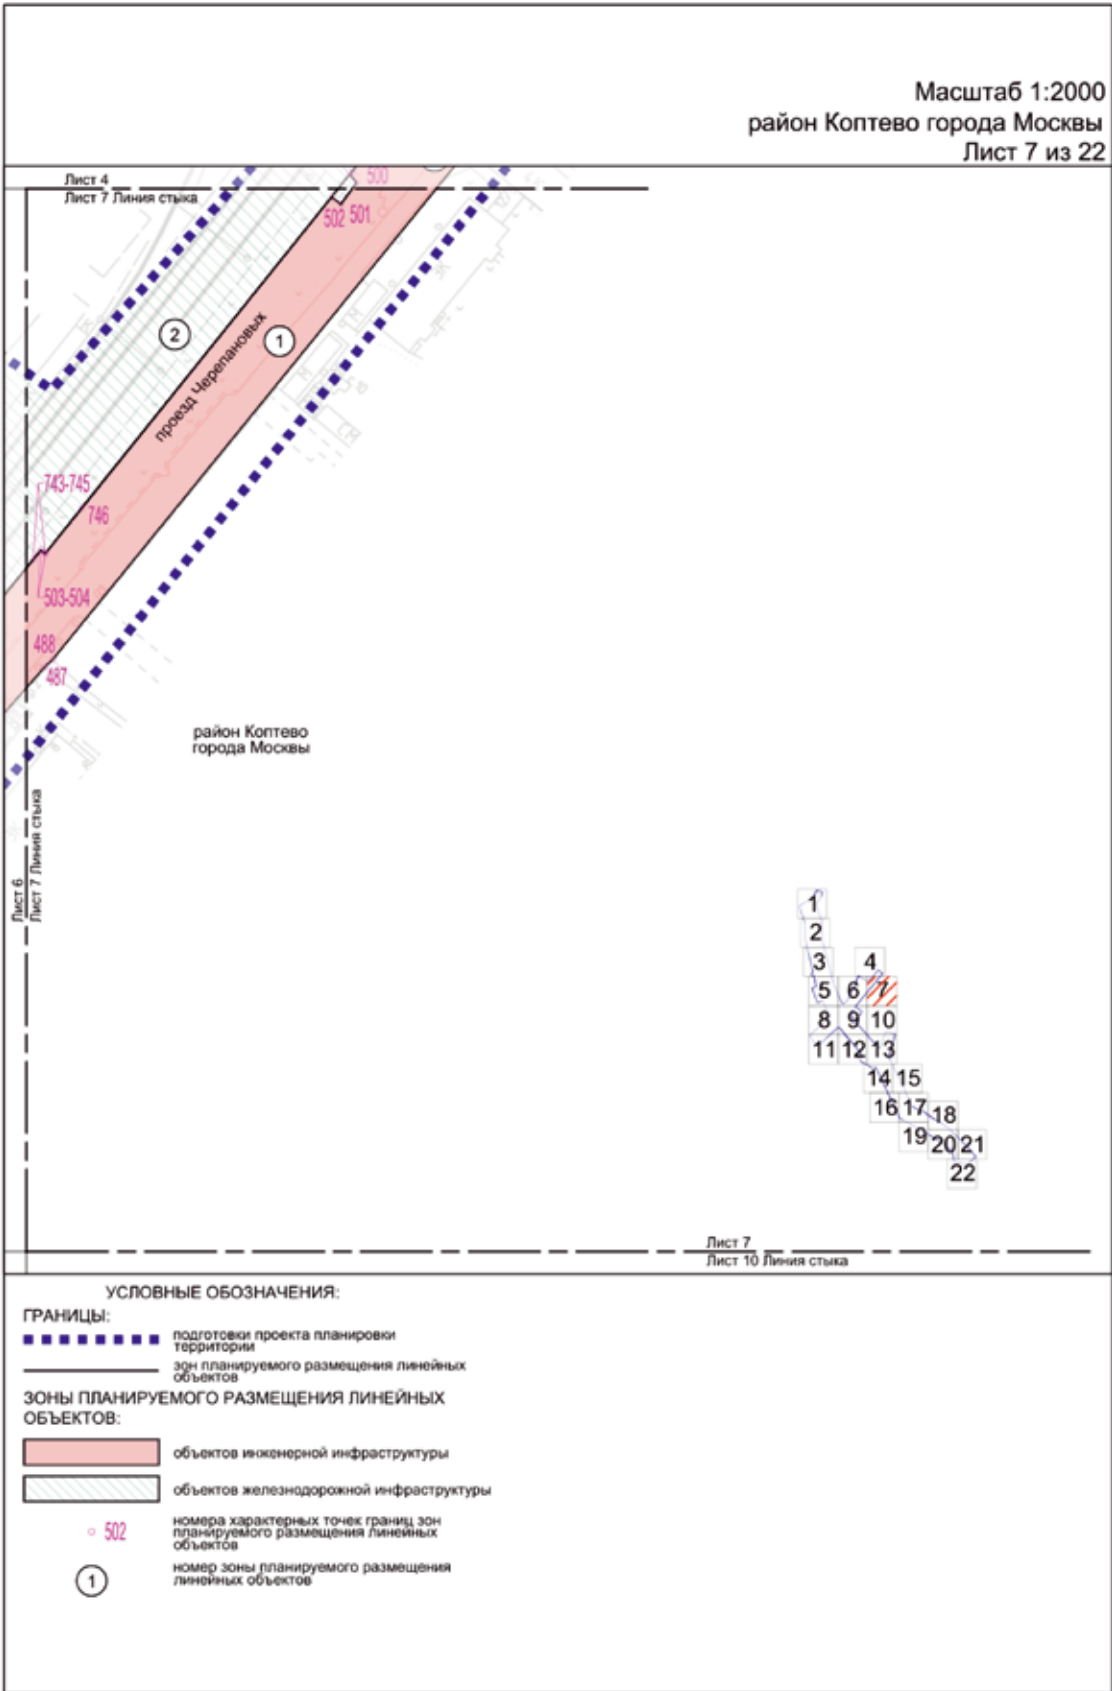 Масштаб 1:2000
район Коптево города Москвы
Лист 7 из 22
Лист 4
Лист 7 Линия стыка
500
502 501
2
1
проезд Черепановых
743-745
746
503-504
488
487
район Коптево
города Москвы
Лист 6
Лист 7 Линия стыка
1
2
3 4
5 6 7
8 9 10
11 12 13
14 15
16 17 18
19 20 21
22
Лист 7
Лист 10 Линия стыка
УСЛОВНЫЕ ОБОЗНАЧЕНИЯ:
ГРАНИЦЫ:
подготовки проекта планировки
территории
зон планируемого размещения линейных
объектов
ЗОНЫ ПЛАНИРУЕМОГО РАЗМЕЩЕНИЯ ЛИНЕЙНЫХ
ОБЪЕКТОВ:
объектов инженерной инфраструктуры
объектов железнодорожной инфраструктуры
502
номера характерных точек границ зон
планируемого размещения линейных
объектов
1
номер зоны планируемого размещения
линейных объектов